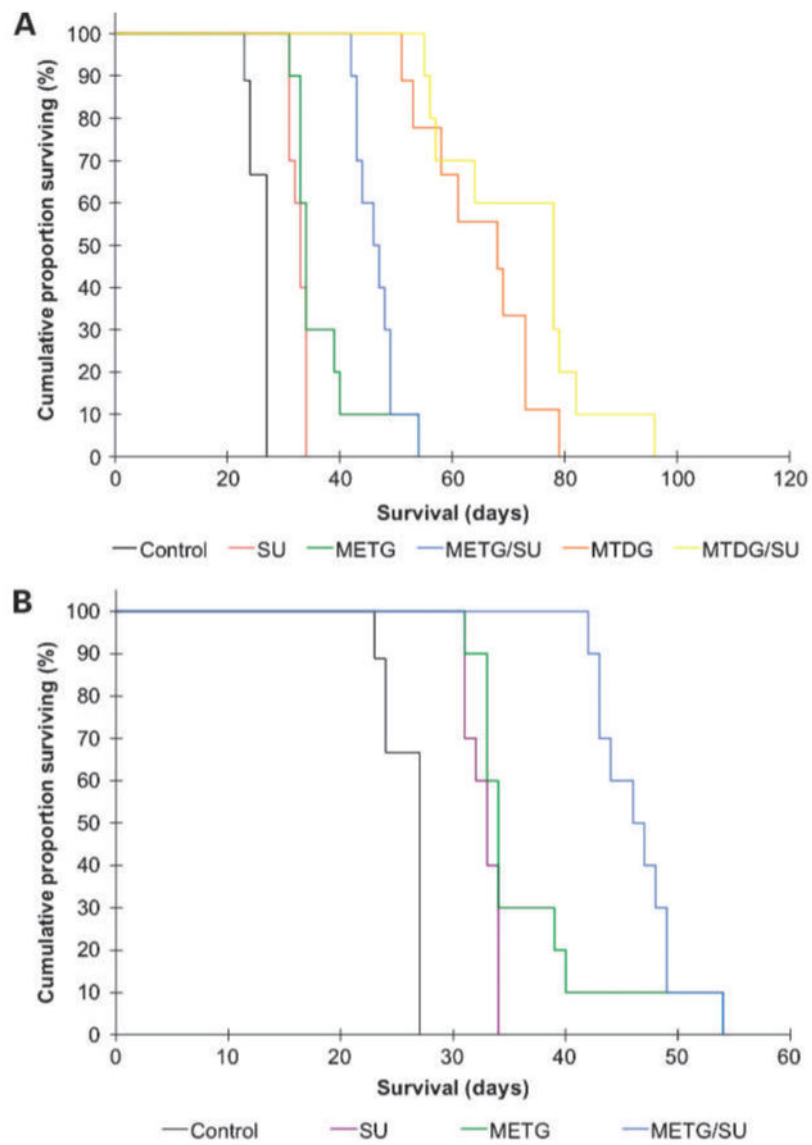 A
Cumulative proportion surviving (%)
100
90
80
70
60
50
40
30
20
10
0
0 20 40 60 80 100 120
Survival (days)
Control SU METG METG/SU MTDG MTDG/SU
B
Cumulative proportion surviving (%)
100
90
80
70
60
50
40
30
20
10
0
0 10 20 30 40 50 60
Survival (days)
Control SU METG METG/SU